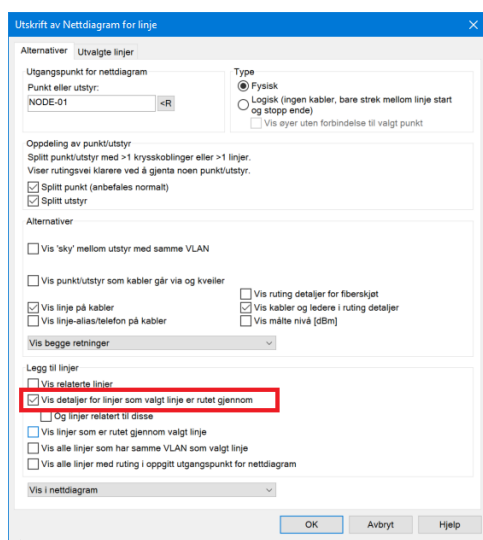 Utskrift av Nettdiagram for linje
Alternativer
Utvalgte linjer
Utgangspunkt for nettdiagram
Punkt eller utstyr:
NODE-01
<R
Type
Fysisk
Logisk (ingen kabler, bare strek mellom linje start
og stopp ende)
Vis øyer uten forbindelse til valgt punkt
Oppdeling av punkt/utstyr
Splitt punkt/utstyr med >1 krysskoblinger eller >1 linjer.
Viser rutingsvei klarere ved å gjenta noen punkt/utstyr.
Splitt punkt (anbefales normalt)
Splitt utstyr
Alternativer
Vis 'sky' mellom utstyr med samme VLAN
Vis punkt/utstyr som kabler går via og kveiler
Vis ruting detaljer for fiberskjøt
Vis linje på kabler
Vis kabler og ledere i ruting detaljer
Vis linje-alias/telefon på kabler
Vis målte nivå [dBm]
Vis begge retninger
Legg til linjer
Vis relaterte linjer
Vis detaljer for linjer som valgt linje er rutet gjennom
Og linjer relatert til disse
Vis linjer som er rutet gjennom valgt linje
Vis alle linjer som har samme VLAN som valgt linje
Vis alle linjer med ruting i oppgitt utgangspunkt for nettdiagram
Vis i nettdiagram
OK
Avbryt
Hjelp